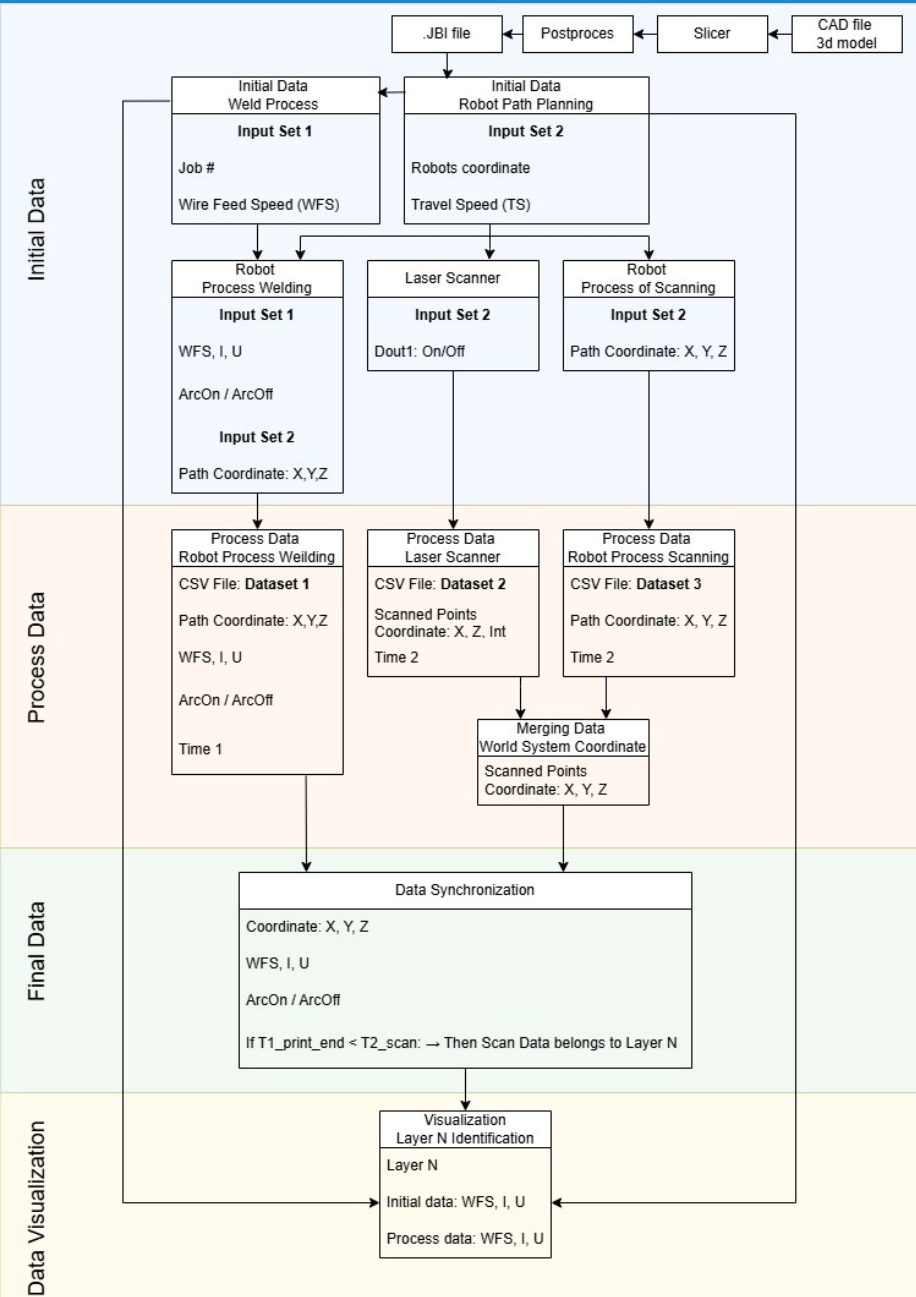 .JBI file
Postproces
Slicer
CAD file
3d model
Initial Data
Initial Data
Weld Process
Input Set 1
Job #
Wire Feed Speed (WFS)
Initial Data
Robot Path Planning
Input Set 2
Robots coordinate
Travel Speed (TS)
Robot
Process Welding
Input Set 1
WFS, I, U
ArcOn / ArcOff
Input Set 2
Path Coordinate: X,Y,Z
Laser Scanner
Input Set 2
Dout1: On/Off
Robot
Process of Scanning
Input Set 2
Path Coordinate: X, Y, Z
Process Data
Process Data
Robot Process Weilding
CSV File: Dataset 1
Path Coordinate: X,Y,Z
WFS, I, U
ArcOn / ArcOff
Time 1
Process Data
Laser Scanner
CSV File: Dataset 2
Scanned Points
Coordinate: X, Z, Int
Time 2
Process Data
Robot Process Scanning
CSV File: Dataset 3
Path Coordinate: X, Y, Z
Time 2
Merging Data
World System Coordinate
Scanned Points
Coordinate: X, Y, Z
Final Data
Data Synchronization
Coordinate: X, Y, Z
WFS, I, U
ArcOn / ArcOff
If T1_print_end < T2_scan: → Then Scan Data belongs to Layer N
Data Visualization
Visualization
Layer N Identification
Layer N
Initial data: WFS, I, U
Process data: WFS, I, U